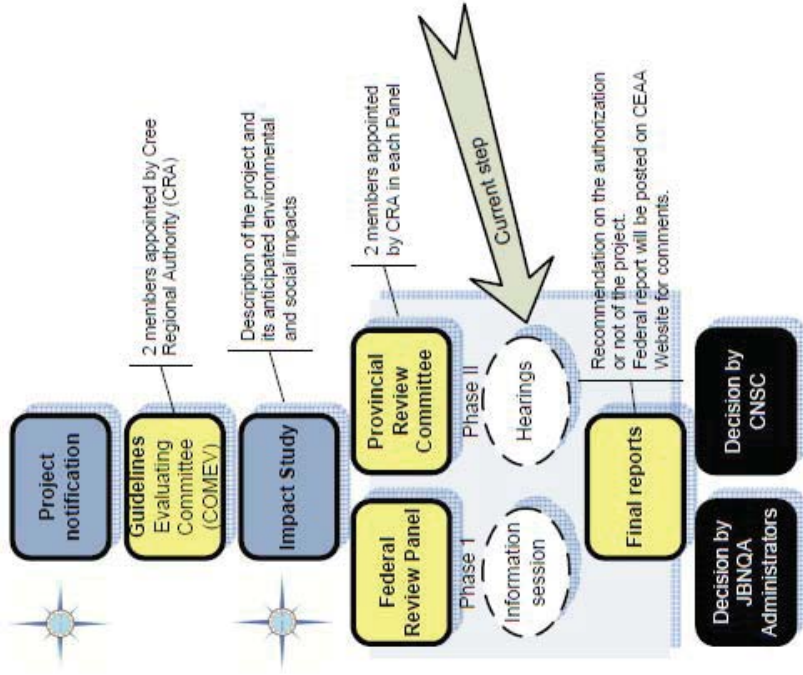 Project
notification
Guidelines
Evaluating
Committee
(COMEV)
2 members appointed by Cree
Regional Authority (CRA)
Impact Study
Description of the project and
its anticipated environmental
and social impacts
Federal
Review Panel
Provincial
Review
Committee
2 members appointed
by CRA in each Panel
Phase 1
Phase II
Information
session
Hearings
Current step
Final reports
Recommendation on the authorization
or not of the project.
Federal report will be posted on CEAA
Website for comments.
Decision by
JBNQA
Administrators
Decision by
CNSC